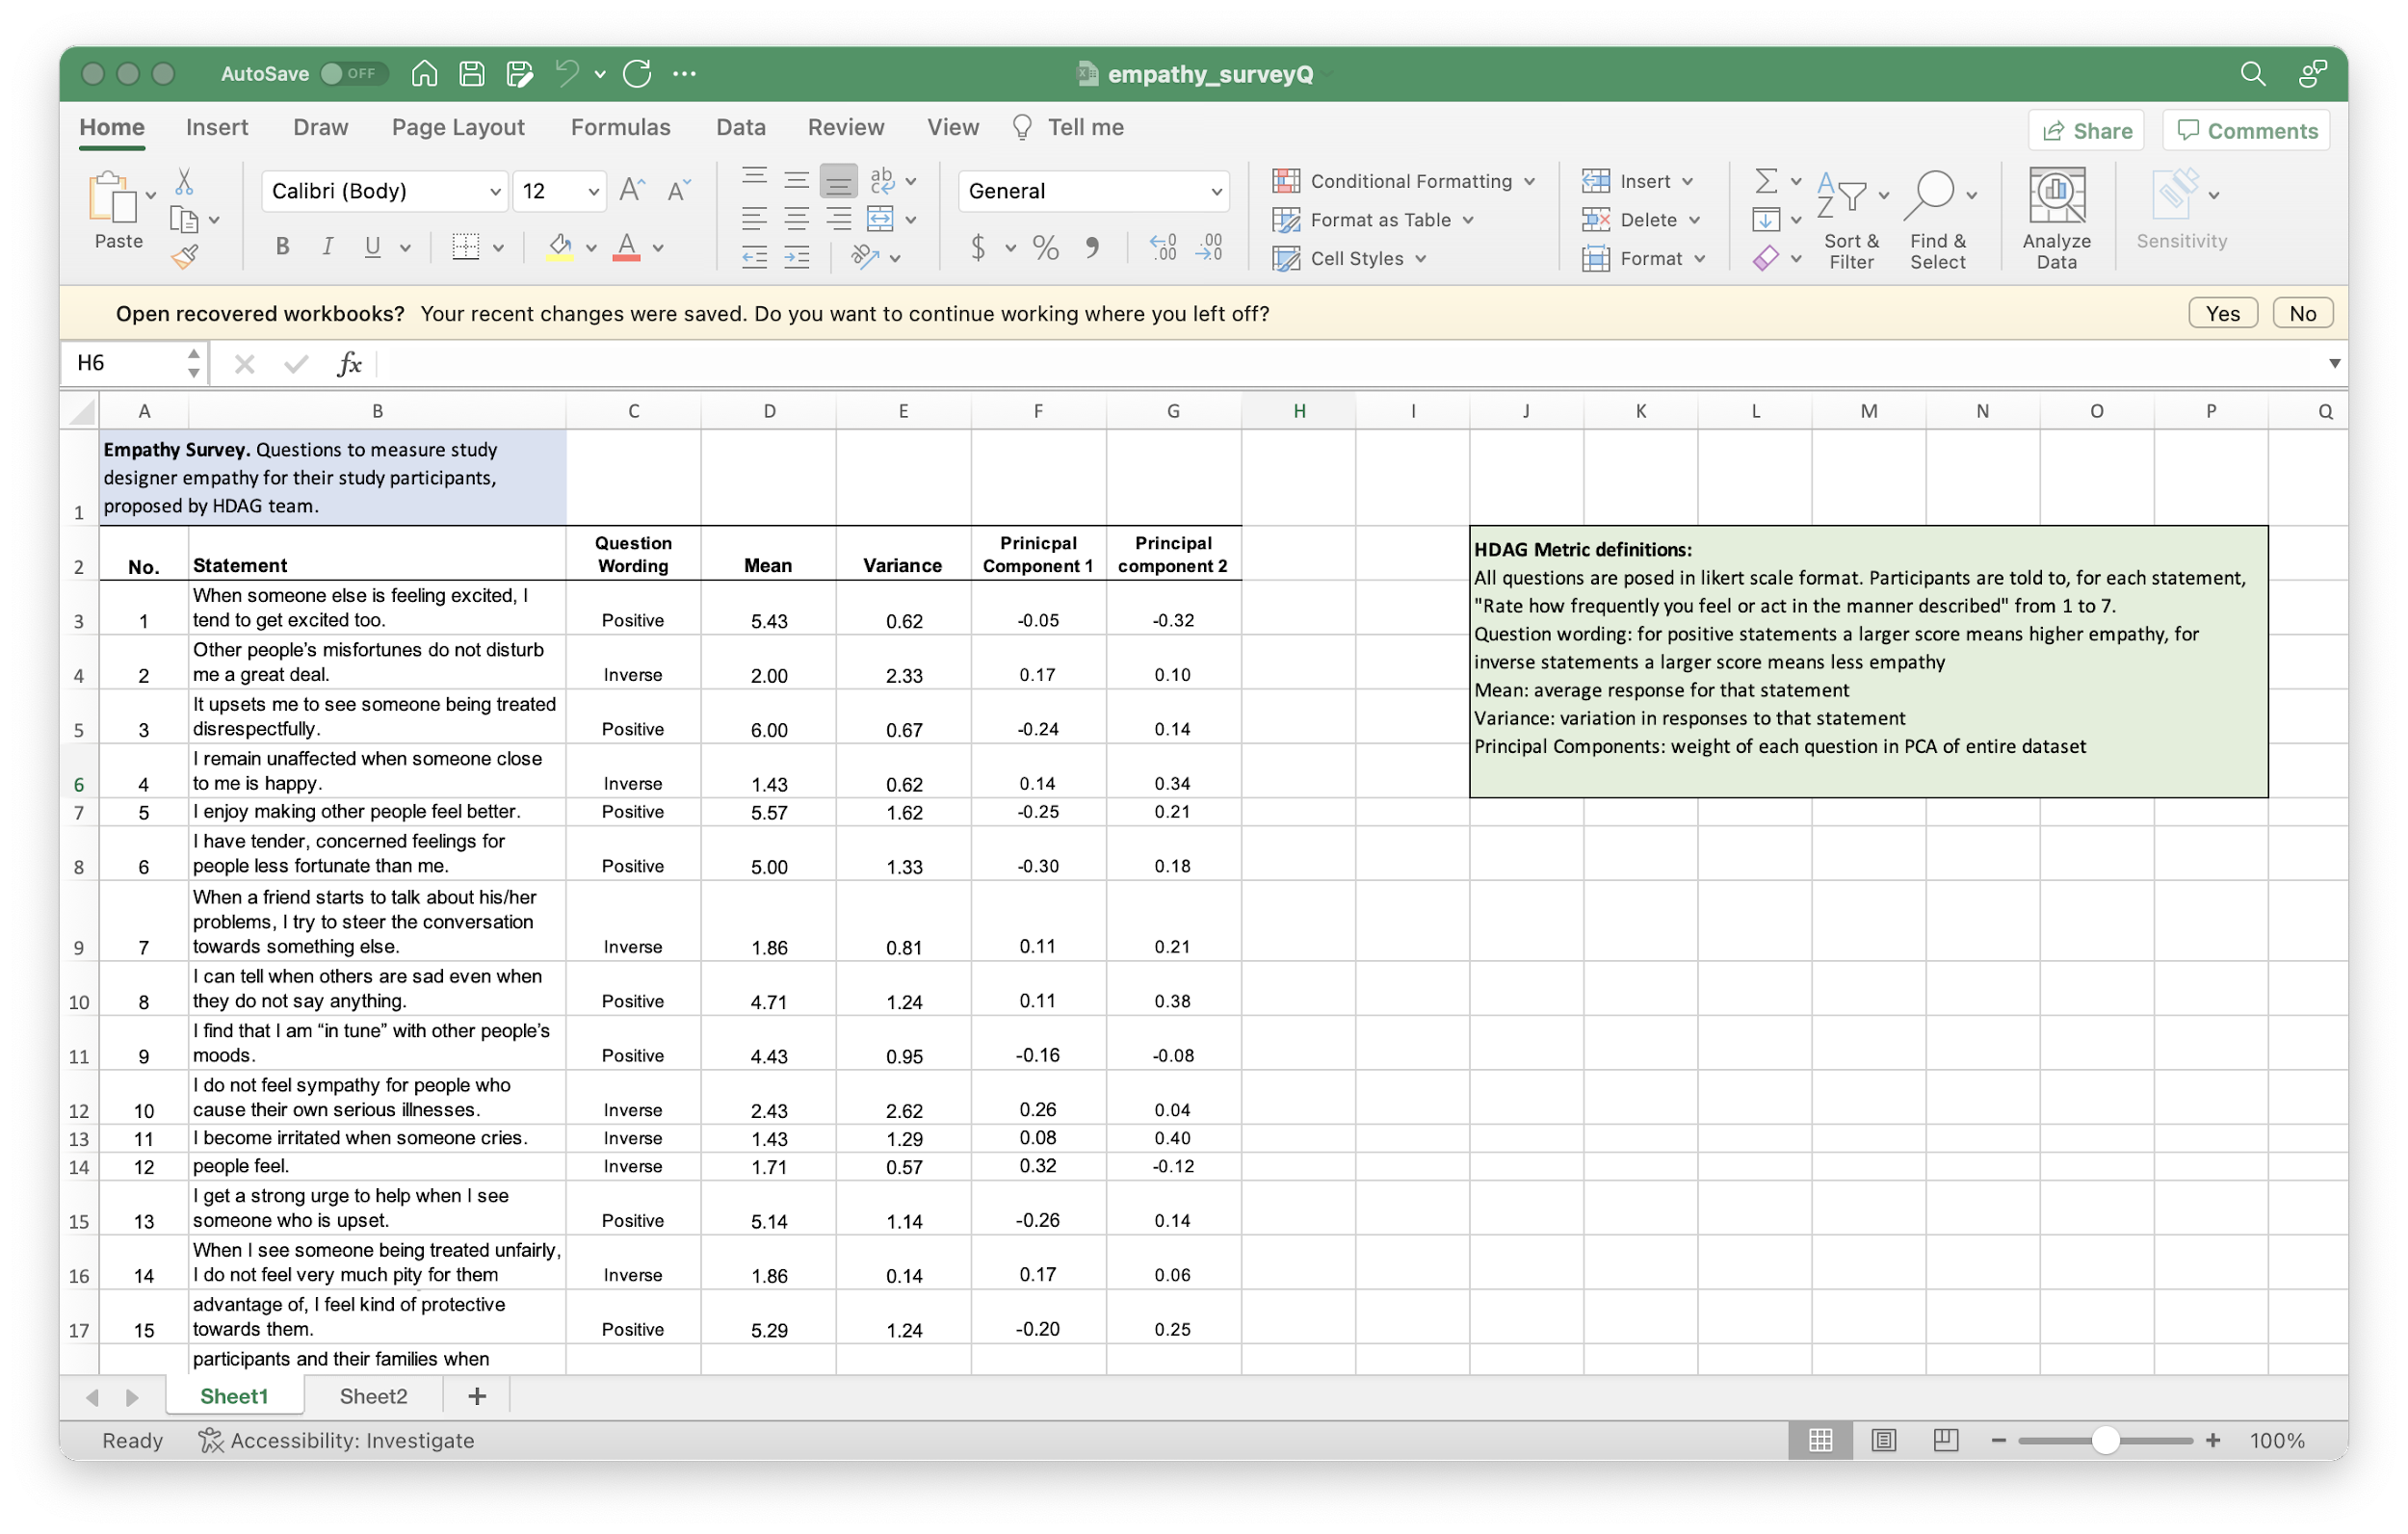 AutoSave OFF
empathy_surveyQ
Home Insert Draw Page Layout Formulas Data Review View Tell me
Share Comments
Paste
Calibri (Body) 12
B I U
General
$ %
Conditional Formatting
Format as Table
Cell Styles
Insert
Delete
Format
Sort & Filter
Find & Select
Analyze Data
Sensitivity
Open recovered workbooks? Your recent changes were saved. Do you want to continue working where you left off? Yes No
H6 fx
A B C D E F G H I J K L M N O P Q
Empathy Survey. Questions to measure study
designer empathy for their study participants,
1 proposed by HDAG team.
Question Prinicpal Principal
2 No. Statement Wording Mean Variance Component 1 component 2
When someone else is feeling excited, I
3 1 tend to get excited too. Positive 5.43 0.62 -0.05 -0.32
Other people's misfortunes do not disturb
4 2 me a great deal. Inverse 2.00 2.33 0.17 0.10
It upsets me to see someone being treated
5 3 disrespectfully. Positive 6.00 0.67 -0.24 0.14
I remain unaffected when someone close
6 4 to me is happy. Inverse 1.43 0.62 0.14 0.34
7 5 I enjoy making other people feel better. Positive 5.57 1.62 -0.25 0.21
I have tender, concerned feelings for
8 6 people less fortunate than me. Positive 5.00 1.33 -0.30 0.18
When a friend starts to talk about his/her
problems, I try to steer the conversation
9 7 towards something else. Inverse 1.86 0.81 0.11 0.21
I can tell when others are sad even when
10 8 they do not say anything. Positive 4.71 1.24 0.11 0.38
I find that I am “in tune” with other people's
11 9 moods. Positive 4.43 0.95 -0.16 -0.08
I do not feel sympathy for people who
12 10 cause their own serious illnesses. Inverse 2.43 2.62 0.26 0.04
13 11 I become irritated when someone cries. Inverse 1.43 1.29 0.08 0.40
14 12 people feel. Inverse 1.71 0.57 0.32 -0.12
I get a strong urge to help when I see
15 13 someone who is upset. Positive 5.14 1.14 -0.26 0.14
When I see someone being treated unfairly,
16 14 I do not feel very much pity for them Inverse 1.86 0.14 0.17 0.06
advantage of, I feel kind of protective
17 15 towards them. Positive 5.29 1.24 -0.20 0.25
participants and their families when
HDAG Metric definitions:
All questions are posed in likert scale format. Participants are told to, for each statement,
"Rate how frequently you feel or act in the manner described" from 1 to 7.
Question wording: for positive statements a larger score means higher empathy, for
inverse statements a larger score means less empathy
Mean: average response for that statement
Variance: variation in responses to that statement
Principal Components: weight of each question in PCA of entire dataset
Sheet1 Sheet2 +
Ready Accessibility: Investigate 100%